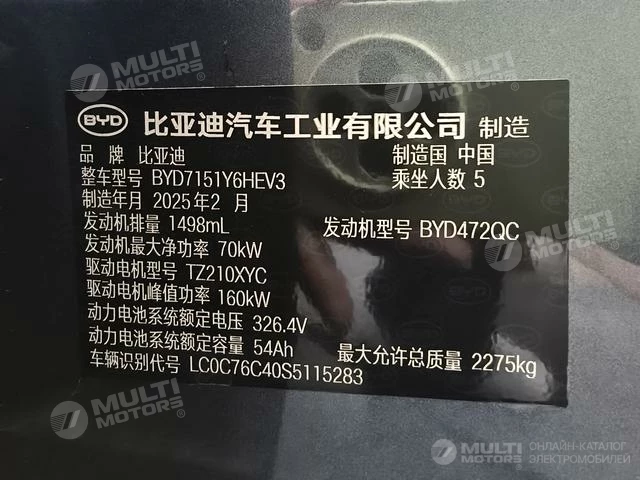 MULTI MOTORS
MULTI MOTORS
BYD 比亚迪汽车工业有限公司 制造
品 牌 比亚迪 制造国 中国
整车型号 BYD7151Y6HEV3 乘坐人数 5
制造年月 2025年2 月
发动机排量 1498mL 发动机型号 BYD472QC
发动机最大净功率 70kW
驱动电机型号 TZ210XYC
驱动电机峰值功率 160kW
动力电池系统额定电压 326.4V
动力电池系统额定容量 54Ah 最大允许总质量 2275kg
车辆识别代号 LC0C76C40S5115283
MULTI MOTORS
MULTI MOTORS
MULTI MOTORS ОНЛАЙН-КАТАЛОГ ЭЛЕКТРОМОБИЛЕЙ